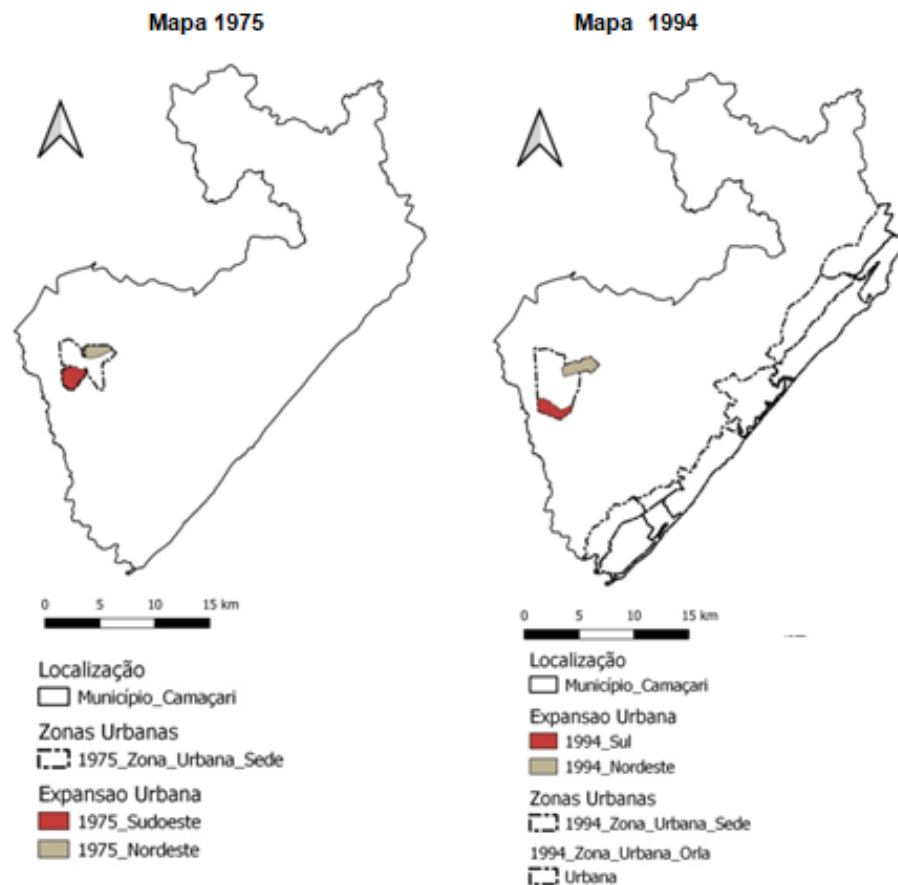 Mapa 1975
0 5 10 15 km
Localização
Município_Camaçari
Zonas Urbanas
1975_Zona_Urbana_Sede
Expansao Urbana
1975_Sudoeste
1975_Nordeste
Mapa 1994
0 5 10 15 km
Localização
Município_Camaçari
Expansao Urbana
1994_Sul
1994_Nordeste
Zonas Urbanas
1994_Zona_Urbana_Sede
1994_Zona_Urbana_Orla
Urbana